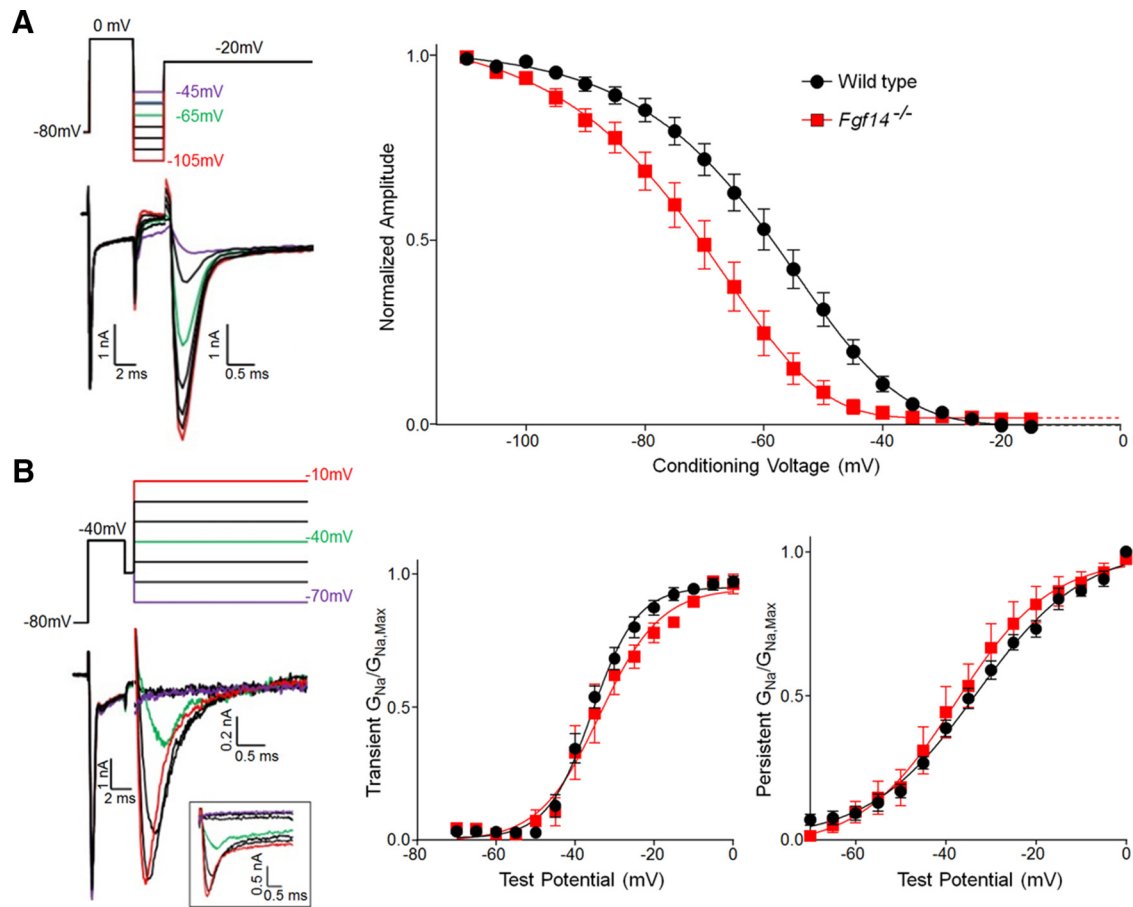 A
0 mV
-20mV
-45mV
-65mV
-80mV
-105mV
1 nA
2 ms
1 nA
0.5 ms
Normalized Amplitude
1.0
0.5
0.0
-100
-80
-60
-40
-20
0
Conditioning Voltage (mV)
Wild type
Fgf14-/-
B
-10mV
-40mV
-40mV
-70mV
-80mV
0.2 nA
0.5 ms
1 nA
2 ms
0.5 nA
0.5 ms
Transient GNa/GNa,Max
1.0
0.5
0.0
-80
-60
-40
-20
0
Test Potential (mV)
Persistent GNa/GNa,Max
1.0
0.5
0.0
-60
-40
-20
0
Test Potential (mV)